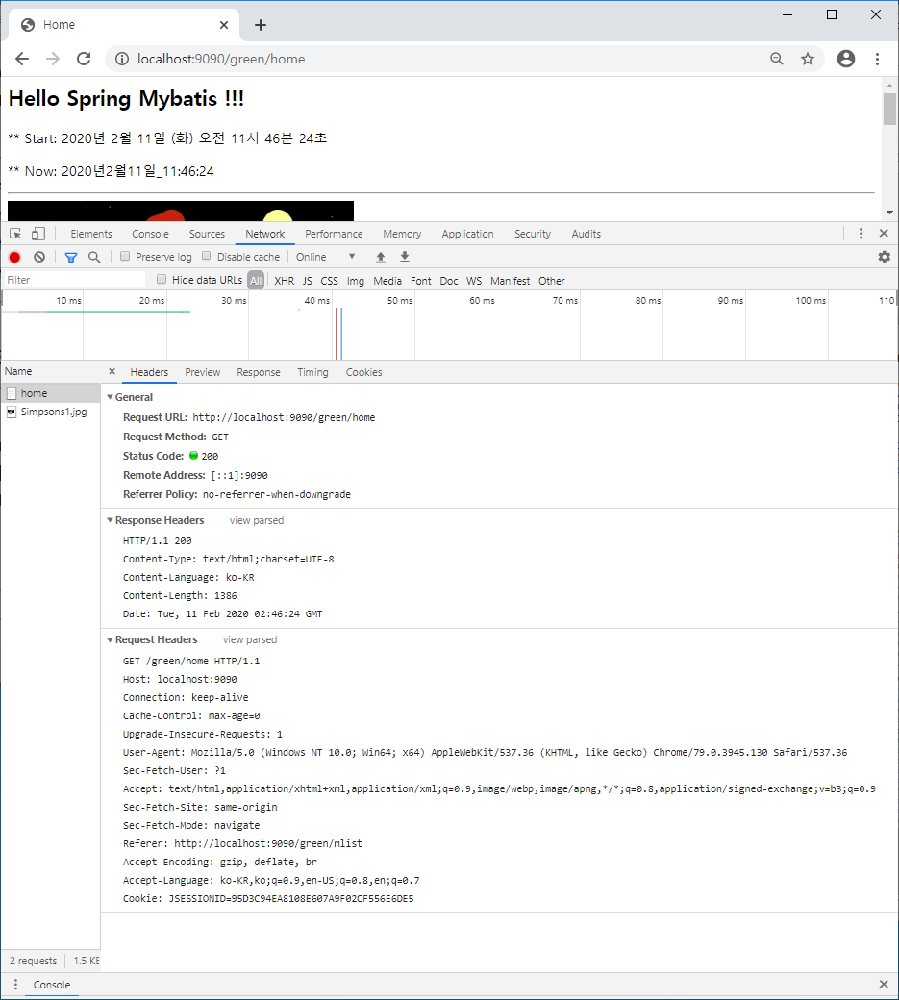 Home
localhost:9090/green/home
Hello Spring Mybatis !!!
** Start: 2020년 2월 11일 (화) 오전 11시 46분 24초
** Now: 2020년2월11일_11:46:24
Elements Console Sources Network Performance Memory Application Security Audits
Preserve log Disable cache Online
Filter Hide data URLs All XHR JS CSS Img Media Font Doc WS Manifest Other
10 ms 20 ms 30 ms 40 ms 50 ms 60 ms 70 ms 80 ms 90 ms 100 ms 110
Name Headers Preview Response Timing Cookies
home
Simpsons1.jpg
General
Request URL: http://localhost:9090/green/home
Request Method: GET
Status Code: 200
Remote Address: [::1]:9090
Referrer Policy: no-referrer-when-downgrade
Response Headers view parsed
HTTP/1.1 200
Content-Type: text/html;charset=UTF-8
Content-Language: ko-KR
Content-Length: 1386
Date: Tue, 11 Feb 2020 02:46:24 GMT
Request Headers view parsed
GET /green/home HTTP/1.1
Host: localhost:9090
Connection: keep-alive
Cache-Control: max-age=0
Upgrade-Insecure-Requests: 1
User-Agent: Mozilla/5.0 (Windows NT 10.0; Win64; x64) AppleWebKit/537.36 (KHTML, like Gecko) Chrome/79.0.3945.130 Safari/537.36
Sec-Fetch-User: ?1
Accept: text/html,application/xhtml+xml,application/xml;q=0.9,image/webp,image/apng,*/*;q=0.8,application/signed-exchange;v=b3;q=0.9
Sec-Fetch-Site: same-origin
Sec-Fetch-Mode: navigate
Referer: http://localhost:9090/green/mlist
Accept-Encoding: gzip, deflate, br
Accept-Language: ko-KR,ko;q=0.9,en-US;q=0.8,en;q=0.7
Cookie: JSESSIONID=95D3C94EA8108E607A9F02CF556E6DE5
2 requests 1.5 KB
Console